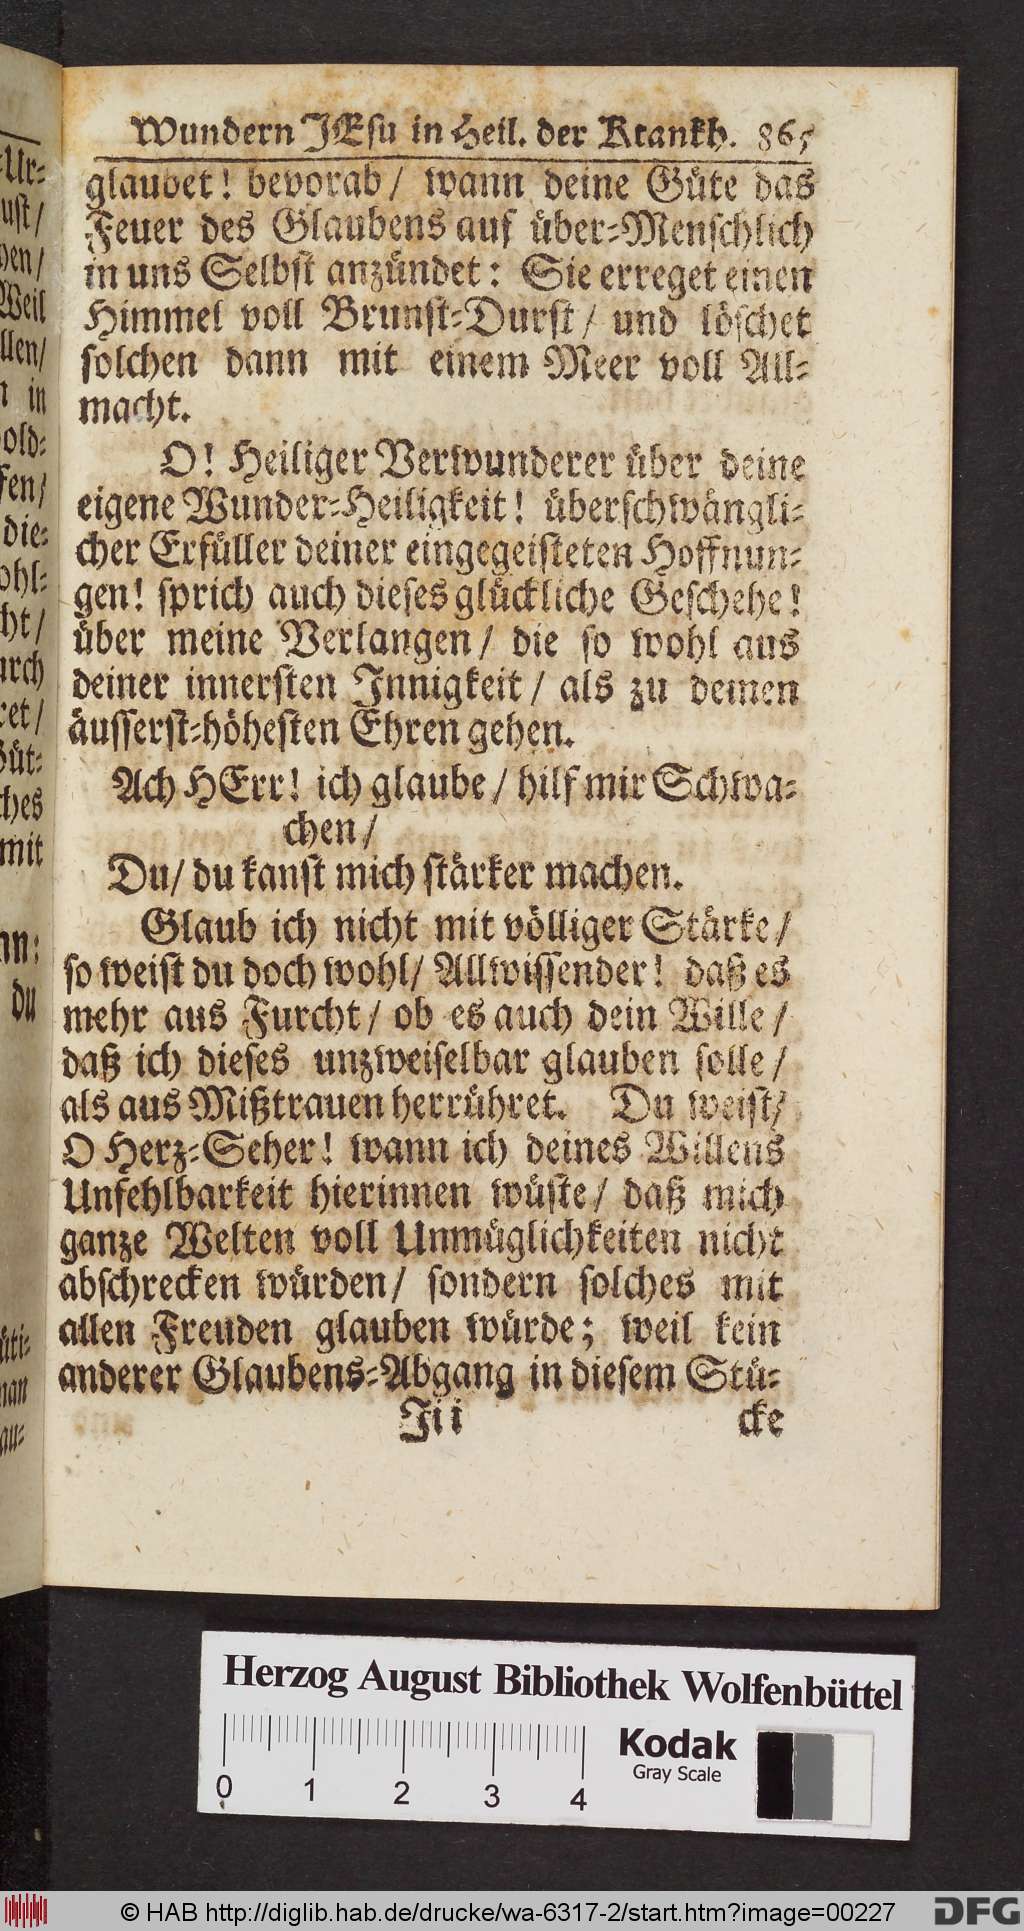 Wundern JEsu in Heil. der Krankh. 865
glaubet! bevorab/ wann deine Güte das
Feuer des Glaubens auf über-Menschlich
in uns Selbst anzündet: Sie erreget einen
Himmel voll Brunst-Durst/ und löschet
solchen dann mit einem Meer voll All-
macht.
O! Heiliger Verwunderer über deine
eigene Wunder-Heiligkeit! überschwängli-
cher Erfüller deiner eingegeisteten Hoffnun-
gen! sprich auch dieses glückliche Geschehe!
über meine Verlangen/ die so wohl aus
deiner innersten Innigkeit/ als zu deinen
äusserst-höhesten Ehren gehen.
Ach HErr! ich glaube/ hilf mir Schwa-
chen/
Du/ du kanst mich stärker machen.
Glaub ich nicht mit völliger Stärke/
so weist du doch wohl/ Allwissender! daß es
mehr aus Furcht/ ob es auch dein Wille/
daß ich dieses unzweiselbar glauben solle/
als aus Mißtrauen herrühret. Du weist/
O Herz-Seher! wann ich deines Willens
Unfehlbarkeit hierinnen wüste/ daß mich
ganze Welten voll Unmüglichkeiten nicht
abschrecken würden/ sondern solches mit
allen Freuden glauben würde; weil kein
anderer Glaubens-Abgang in diesem Stü-
Jii cke
Herzog August Bibliothek Wolfenbüttel
0 1 2 3 4
Kodak
Gray Scale
© HAB http://diglib.hab.de/drucke/wa-6317-2/start.htm?image=00227
DFG